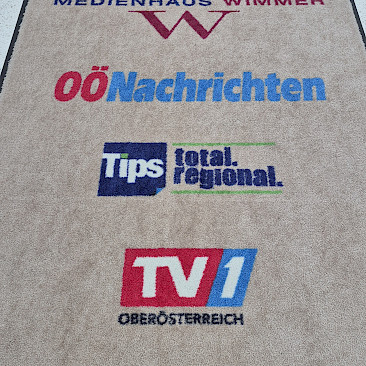 MEDIENHAUS WIMMER
W
OÖNachrichten
Tips total.
regional.
TV1
OBERÖSTERREICH